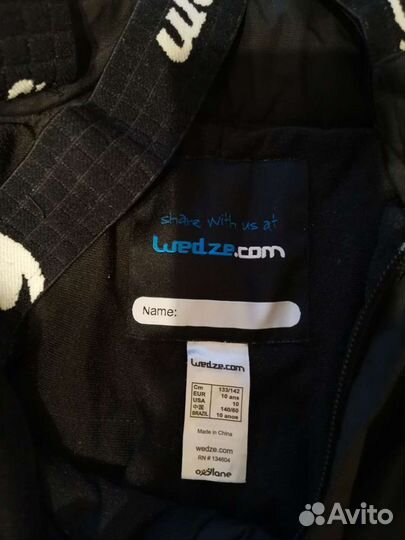 share with us at
wedze.com
Name:
wedze.com
Cm 133/142
EUR 10 ans
USA 10
中国 140/60
BRAZIL 10 anos
Made in China
wedze.com
RN # 134604
oxylane
Avito